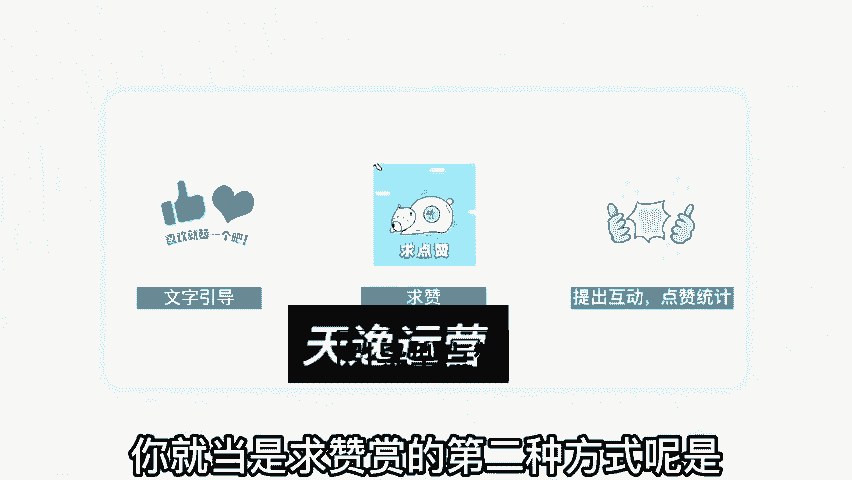 喜欢就赞一个吧！
求点赞
文字引导
求赞
提出互动，点赞统计
天逸运营
你就当是求赞赏的第二种方式呢是